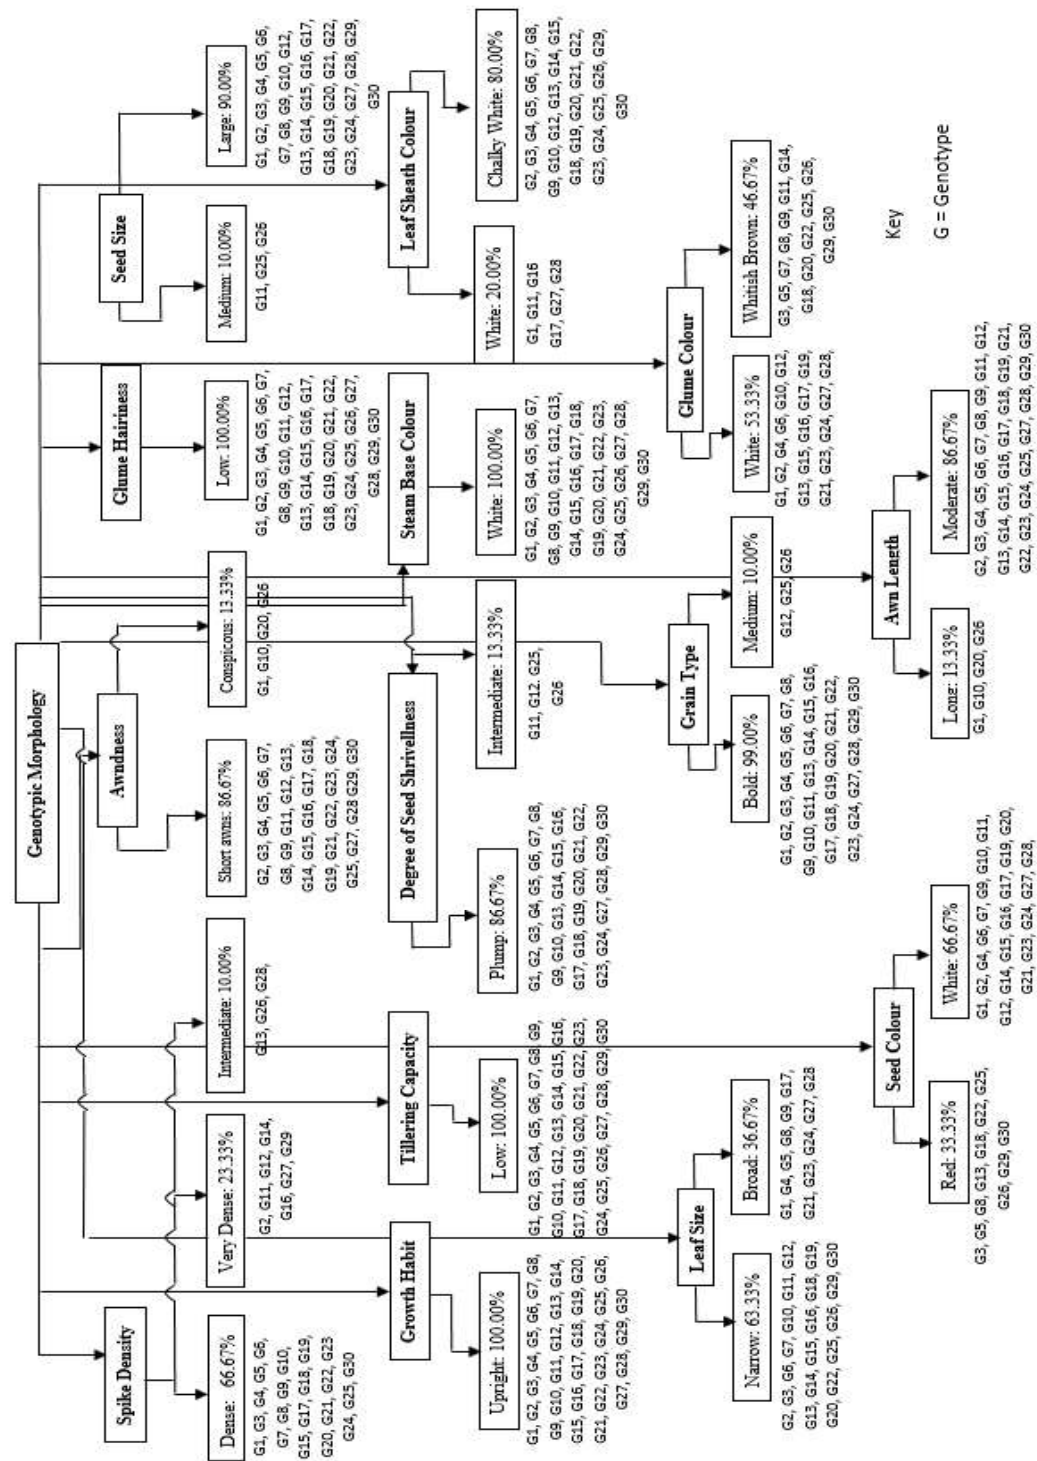 Genotypic Morphology
Spike Density
Dense: 66.67%
G1, G3, G4, G5, G6,
G7, G8, G9, G10,
G15, G17, G18, G19,
G20, G21, G22, G23
G24, G25, G30
Very Dense: 23.33%
G2, G11, G12, G14,
G16, G27, G29
Intermediate: 10.00%
G13, G26, G28,
Awndness
Short awns: 86.67%
G2, G3, G4, G5, G6, G7,
G8, G9, G11, G12, G13,
G14, G15, G16, G17, G18,
G19, G21, G22, G23, G24,
G25, G27, G28 G29, G30
Conspicous: 13.33%
G1, G10, G20, G26
Glume Hairiness
Low: 100.00%
G1, G2, G3, G4, G5, G6, G7,
G8, G9, G10, G11, G12,
G13, G14, G15, G16, G17,
G18, G19, G20, G21, G22,
G23, G24, G25, G26, G27,
G28, G29, G30
Seed Size
Medium: 10.00%
G11, G25, G26
Large: 90.00%
G1, G2, G3, G4, G5, G6,
G7, G8, G9, G10, G12,
G13, G14, G15, G16, G17,
G18, G19, G20, G21, G22,
G23, G24, G27, G28, G29,
G30
Growth Habit
Upright: 100.00%
G1, G2, G3, G4, G5, G6, G7, G8,
G9, G10, G11, G12, G13, G14,
G15, G16, G17, G18, G19, G20,
G21, G22, G23, G24, G25, G26,
G27, G28, G29, G30
Tillering Capacity
Low: 100.00%
G1, G2, G3, G4, G5, G6, G7, G8, G9,
G10, G11, G12, G13, G14, G15, G16,
G17, G18, G19, G20, G21, G22, G23,
G24, G25, G26, G27, G28, G29, G30
Degree of Seed Shrivellness
Plump: 86.67%
G1, G2, G3, G4, G5, G6, G7, G8,
G9, G10, G13, G14, G15, G16,
G17, G18, G19, G20, G21, G22,
G23, G24, G27, G28, G29, G30
Intermediate: 13.33%
G11, G12. G25,
G26
Steam Base Colour
White: 100.00%
G1, G2, G3, G4, G5, G6, G7,
G8, G9, G10, G11, G12, G13,
G14, G15, G16, G17, G18,
G19, G20, G21, G22, G23,
G24, G25, G26, G27, G28,
G29, G30
Leaf Sheath Colour
White: 20.00%
G1, G11, G16
G17, G27, G28
Chalky White: 80.00%
G2, G3, G4, G5, G6, G7, G8,
G9, G10, G12, G13, G14, G15,
G18, G19, G20, G21, G22,
G23, G24, G25, G26, G29,
G30
Leaf Size
Narrow: 63.33%
G2, G3, G6, G7, G10, G11, G12,
G13, G14, G15, G16, G18, G19,
G20, G22, G25, G26, G29, G30
Broad: 36.67%
G1, G4, G5, G8, G9, G17,
G21, G23, G24, G27, G28
Grain Type
Bold: 99.00%
G1, G2, G3, G4, G5, G6, G7, G8,
G9, G10, G11, G13, G14, G15, G16,
G17, G18, G19, G20, G21, G22,
G23, G24, G27, G28, G29, G30
Medium: 10.00%
G12, G25, G26
Glume Colour
White: 53.33%
G1, G2, G4, G6, G10, G12,
G13, G15, G16, G17, G19,
G21, G23, G24, G27, G28,
Whitish Brown: 46.67%
G3, G5, G7, G8, G9, G11, G14,
G18, G20, G22, G25, G26,
G29, G30
Seed Colour
Red: 33.33%
G3, G5, G8, G13, G18, G22, G25,
G26, G29, G30
White: 66.67%
G1, G2, G4, G6, G7, G9, G10, G11,
G12, G14, G15, G16, G17, G19, G20,
G21, G23, G24, G27, G28,
Awn Length
Long: 13.33%
G1, G10, G20, G26
Moderate: 86.67%
G2, G3, G4, G5, G6, G7, G8, G9, G11, G12,
G13, G14, G15, G16, G17, G18, G19, G21,
G22, G23, G24, G25, G27, G28, G29, G30
Key
G = Genotype